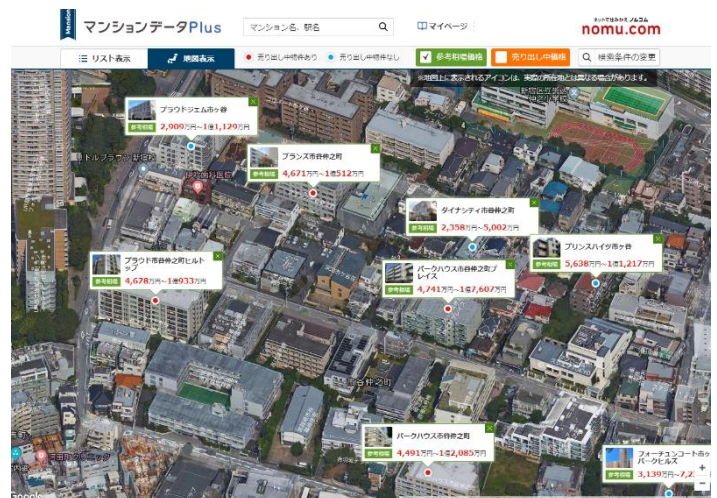 Mansion
マンションデータPlus
マンション名、駅名
マイページ
ネットで住みかえ ノムコム
nomu.com
リスト表示
地図表示
売り出し中物件あり
売り出し中物件なし
参考相場価格
売り出し中価格
検索条件の変更
※地図上に表示されるアイコンは、実際の所在地とは異なる場合があります。
プラウドジェム市ヶ谷
参考相場 2,909万円~1億1,129万円
ブランズ市谷仲之町
参考相場 4,671万円~1億512万円
ダイナシティ市谷仲之町
参考相場 2,358万円~5,002万円
プリンスハイツ市ヶ谷
参考相場 5,638万円~1億1,217万円
プラウド市谷仲之町ヒルト
ップ
参考相場 4,678万円~1億933万円
パークハウス市谷仲之町プ
レイス
参考相場 4,741万円~1億7,607万円
市谷仲之町
パークハウス市谷仲之町
参考相場 4,491万円~1億2,085万円
フォーチュンコート市ヶ
パークヒルズ
参考相場 3,139万円~7,2
Google